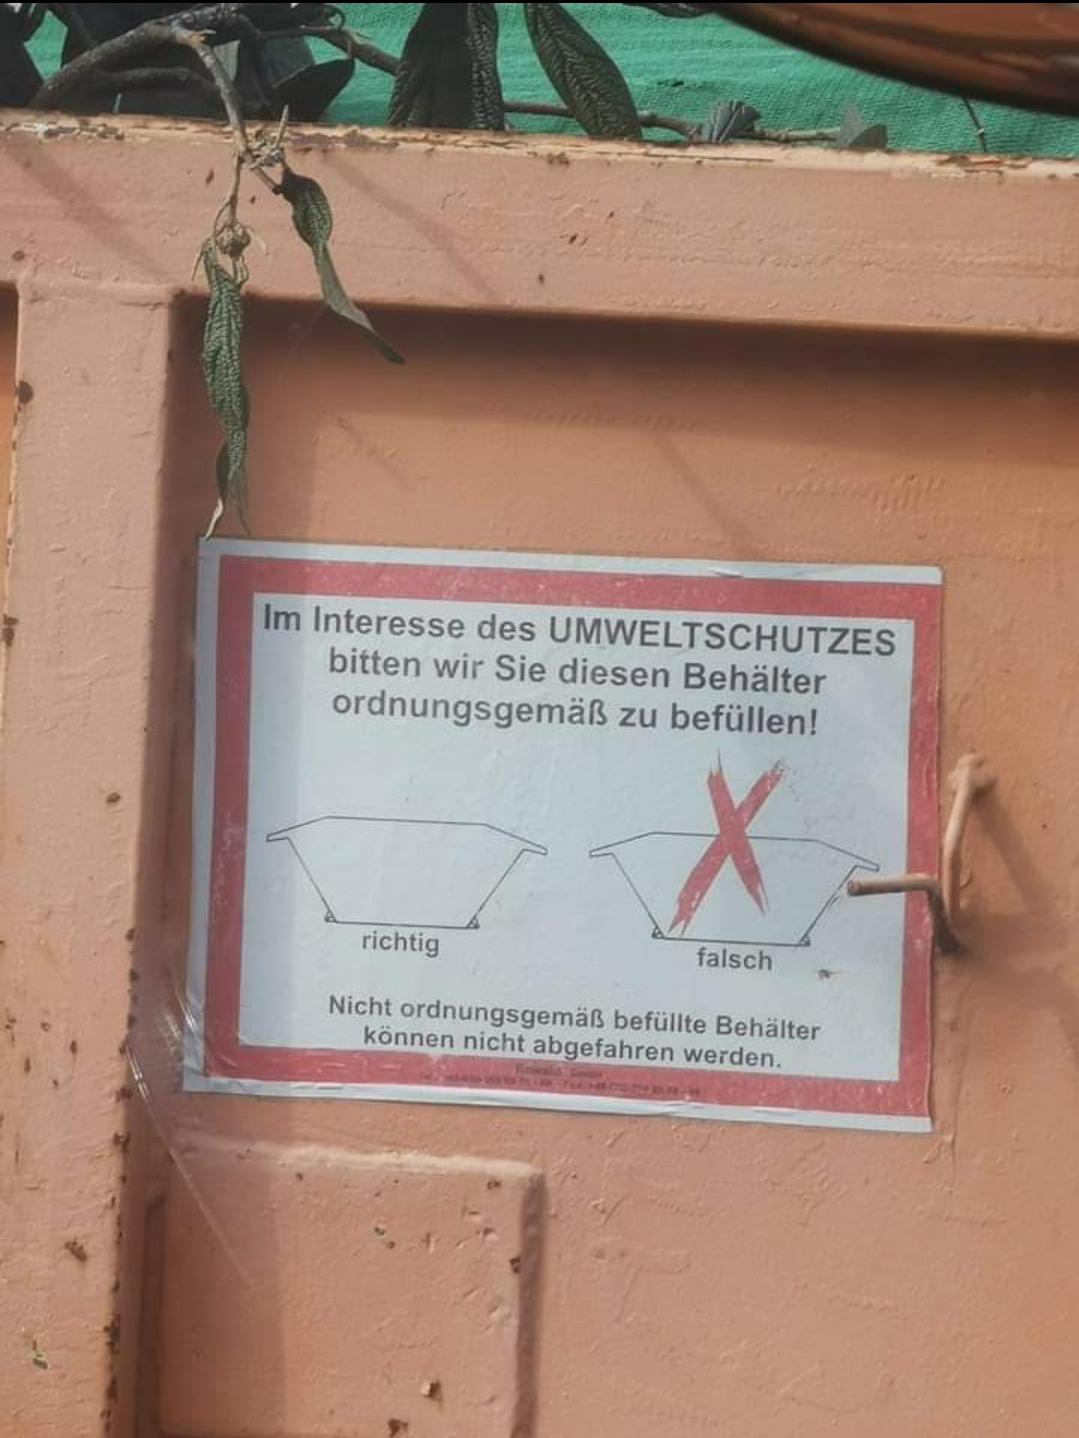 Im Interesse des UMWELTSCHUTZES
bitten wir Sie diesen Behälter
ordnungsgemäß zu befüllen!
richtig
falsch
Nicht ordnungsgemäß befüllte Behälter
können nicht abgefahren werden.